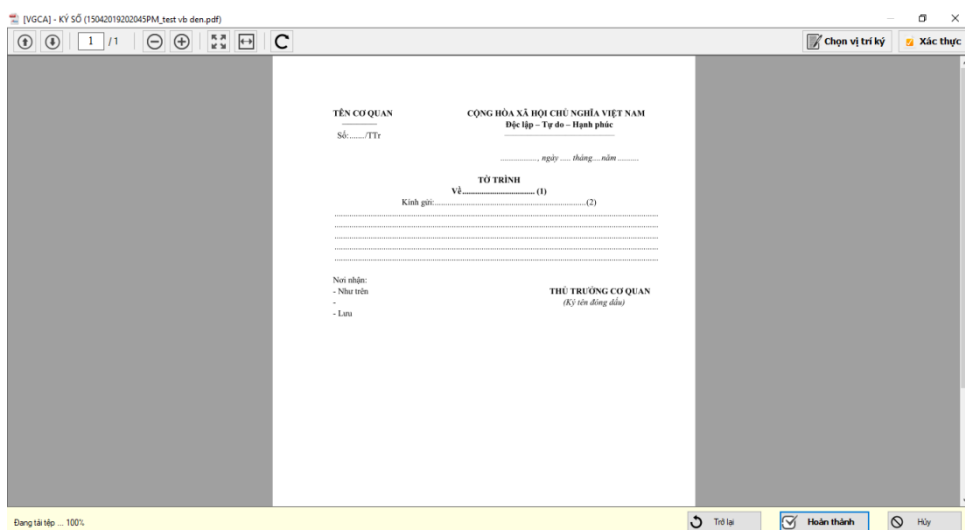 [VGCA] - KÝ SỐ (15042019202045PM_test vb den.pdf)
1 /1
Chọn vị trí ký
Xác thực
TÊN CƠ QUAN
CỘNG HÒA XÃ HỘI CHỦ NGHĨA VIỆT NAM
Độc lập – Tự do – Hạnh phúc
Số:......./TTr
................, ngày ..... tháng....năm ..........
TỜ TRÌNH
Về.................................. (1)
Kính gửi:......................................................................(2)
Nơi nhận:
- Như trên
THỦ TRƯỞNG CƠ QUAN
-
(Ký tên đóng dấu)
- Lưu
Đang tải tệp ... 100%
Trở lại
Hoàn thành
Hủy